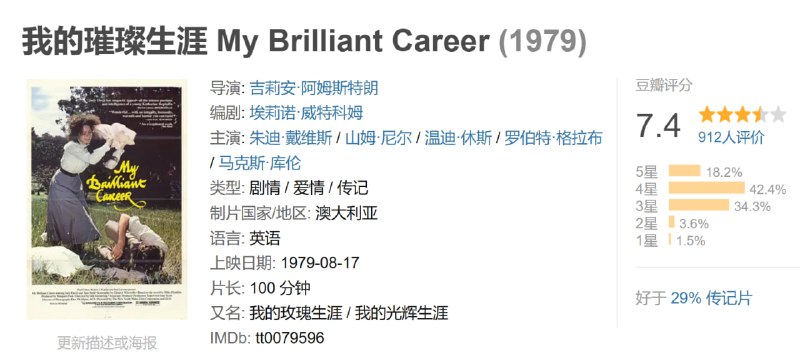 我的璀璨生涯 My Brilliant Career (1979)
My
Brilliant
Career
更新描述或海报
导演: 吉莉安·阿姆斯特朗
编剧: 埃莉诺·威特科姆
主演: 朱迪·戴维斯 / 山姆·尼尔 / 温迪·休斯 / 罗伯特·格拉布
/ 马克斯·库伦
类型: 剧情 / 爱情 / 传记
制片国家/地区: 澳大利亚
语言: 英语
上映日期: 1979-08-17
片长: 100 分钟
又名: 我的玫瑰生涯 / 我的光辉生涯
IMDb: tt0079596
豆瓣评分
7.4
912人评价
5星 18.2%
4星 42.4%
3星 34.3%
2星 3.6%
1星 1.5%
好于 29% 传记片